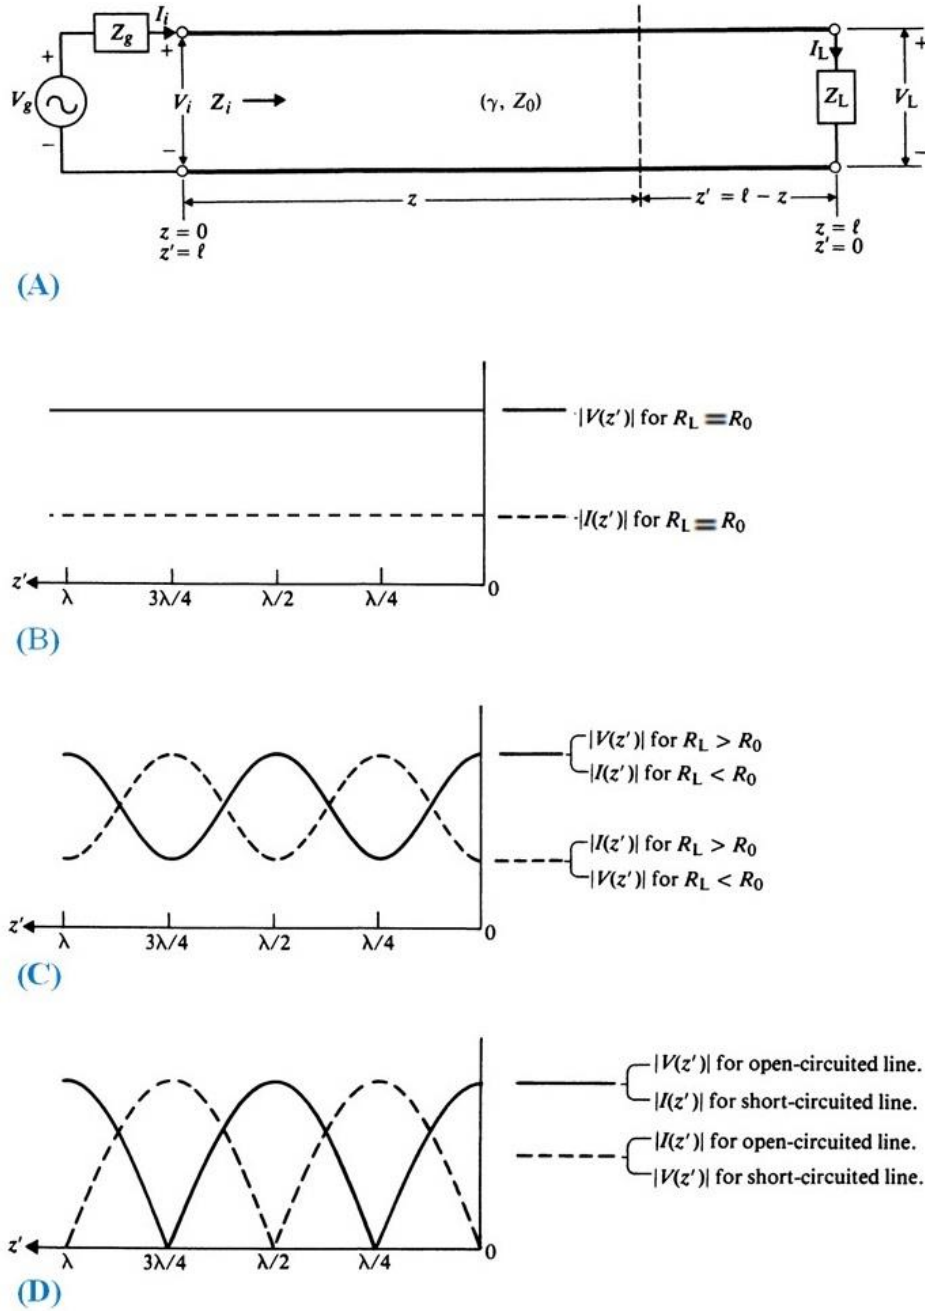 Z_g I_i
+ + I_L +
V_g V_i Z_i (γ, Z_0) Z_L V_L
− − −
z z′ = ℓ − z
z = 0 z = ℓ
z′ = ℓ z′ = 0
(A)
|V(z′)| for R_L = R_0
|I(z′)| for R_L = R_0
z′ λ 3λ/4 λ/2 λ/4 0
(B)
|V(z′)| for R_L > R_0
|I(z′)| for R_L < R_0
|I(z′)| for R_L > R_0
|V(z′)| for R_L < R_0
z′ λ 3λ/4 λ/2 λ/4 0
(C)
|V(z′)| for open-circuited line.
|I(z′)| for short-circuited line.
|I(z′)| for open-circuited line.
|V(z′)| for short-circuited line.
z′ λ 3λ/4 λ/2 λ/4 0
(D)